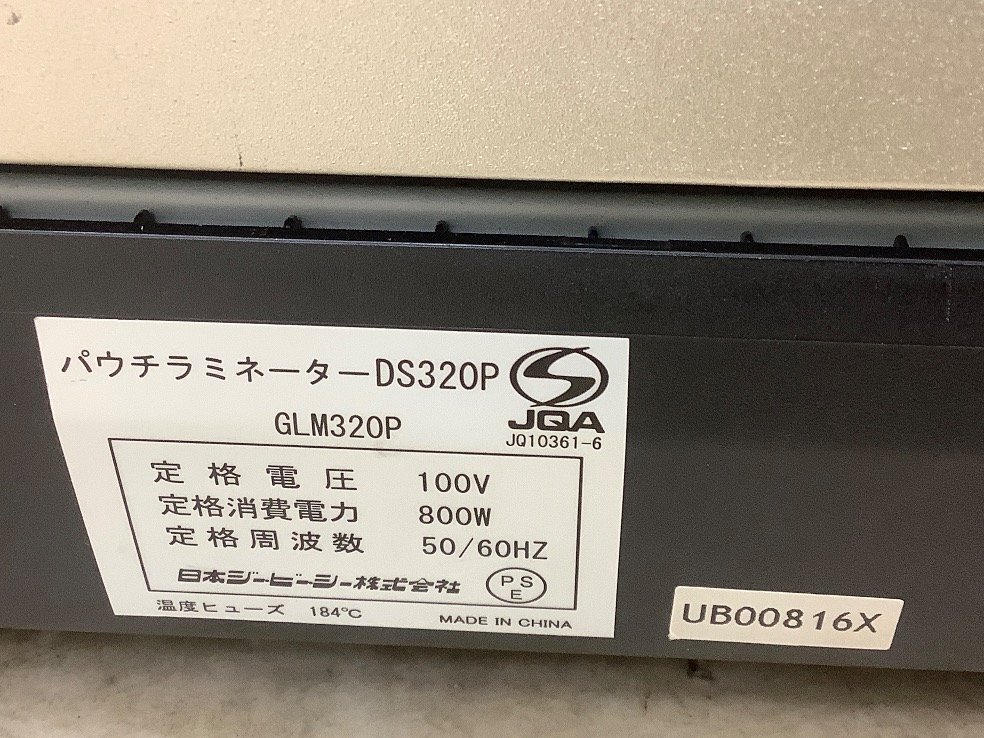 パウチラミネーターDS320P
JQA
GLM320P
JQ10361-6
定格電圧 100V
定格消費電力 800W
定格周波数 50/60HZ
日本ジービーシー株式会社
PSE
温度ヒューズ 184℃
MADE IN CHINA
UB00816X